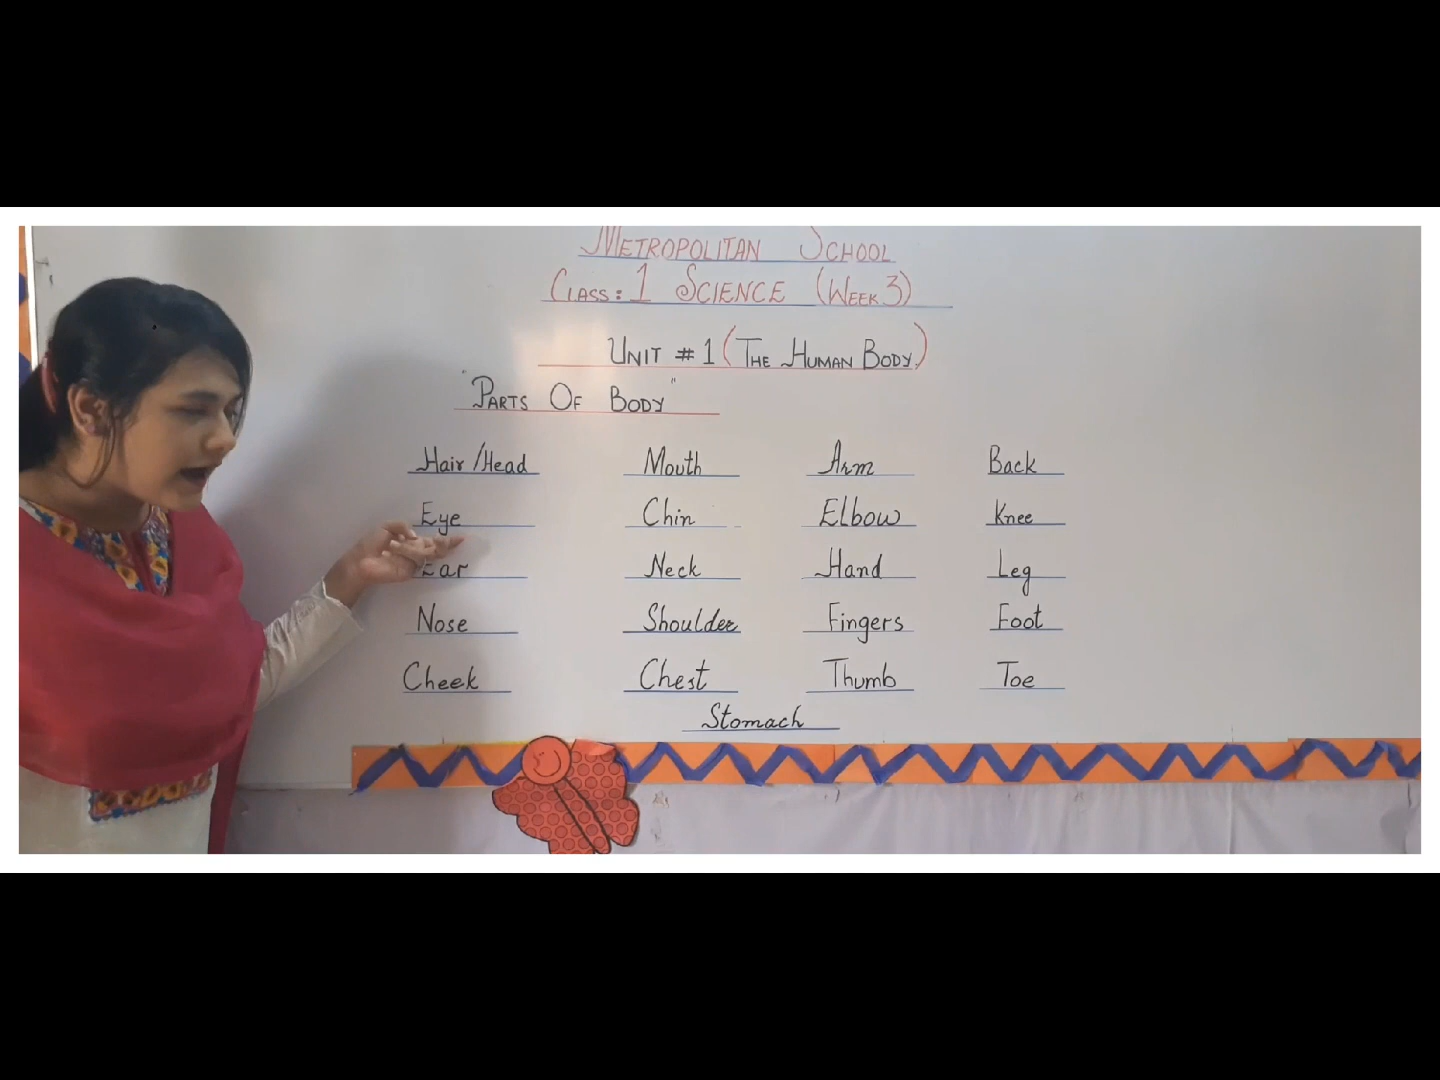 METROPOLITAN SCHOOL
CLASS: 1 SCIENCE (WEEK 3)
UNIT # 1 (THE HUMAN BODY)
"PARTS OF BODY"
Hair/Head Mouth Arm Back
Eye Chin Elbow Knee
Ear Neck Hand Leg
Nose Shoulder Fingers Foot
Cheek Chest Thumb Toe
Stomach